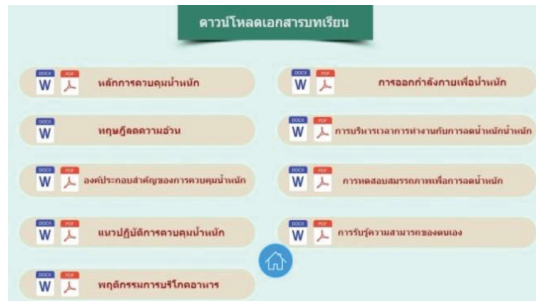 ดาวน์โหลดเอกสารบทเรียน
DOCX PDF
W หลักการควบคุมน้ำหนัก
DOCX
W ทฤษฎีลดความอ้วน
DOCX PDF
W องค์ประกอบสำคัญของการควบคุมน้ำหนัก
DOCX PDF
W แนวปฏิบัติการควบคุมน้ำหนัก
DOCX PDF
W พฤติกรรมการบริโภคอาหาร
DOCX PDF
W การออกกำลังกายเพื่อน้ำหนัก
DOCX PDF
W การบริหารเวลาการทำงานกับการลดน้ำหนักน้ำหนัก
DOCX PDF
W การทดสอบสมรรถภาพเพื่อการลดน้ำหนัก
DOCX PDF
W การรับรู้ความสามารถของตนเอง